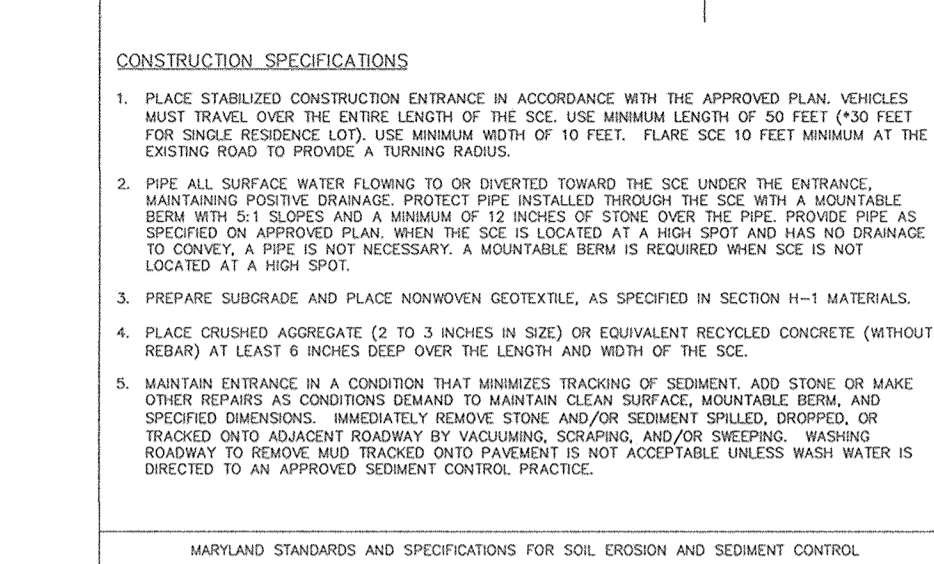 CONSTRUCTION SPECIFICATIONS
1. PLACE STABILIZED CONSTRUCTION ENTRANCE IN ACCORDANCE WITH THE APPROVED PLAN. VEHICLES
MUST TRAVEL OVER THE ENTIRE LENGTH OF THE SCE. USE MINIMUM LENGTH OF 50 FEET (*30 FEET
FOR SINGLE RESIDENCE LOT). USE MINIMUM WIDTH OF 10 FEET. FLARE SCE 10 FEET MINIMUM AT THE
EXISTING ROAD TO PROVIDE A TURNING RADIUS.
2. PIPE ALL SURFACE WATER FLOWING TO OR DIVERTED TOWARD THE SCE UNDER THE ENTRANCE,
MAINTAINING POSITIVE DRAINAGE. PROTECT PIPE INSTALLED THROUGH THE SCE WITH A MOUNTABLE
BERM WITH 5:1 SLOPES AND A MINIMUM OF 12 INCHES OF STONE OVER THE PIPE. PROVIDE PIPE AS
SPECIFIED ON APPROVED PLAN. WHEN THE SCE IS LOCATED AT A HIGH SPOT AND HAS NO DRAINAGE
TO CONVEY, A PIPE IS NOT NECESSARY. A MOUNTABLE BERM IS REQUIRED WHEN SCE IS NOT
LOCATED AT A HIGH SPOT.
3. PREPARE SUBGRADE AND PLACE NONWOVEN GEOTEXTILE, AS SPECIFIED IN SECTION H-1 MATERIALS.
4. PLACE CRUSHED AGGREGATE (2 TO 3 INCHES IN SIZE) OR EQUIVALENT RECYCLED CONCRETE (WITHOUT
REBAR) AT LEAST 6 INCHES DEEP OVER THE LENGTH AND WIDTH OF THE SCE.
5. MAINTAIN ENTRANCE IN A CONDITION THAT MINIMIZES TRACKING OF SEDIMENT. ADD STONE OR MAKE
OTHER REPAIRS AS CONDITIONS DEMAND TO MAINTAIN CLEAN SURFACE, MOUNTABLE BERM, AND
SPECIFIED DIMENSIONS. IMMEDIATELY REMOVE STONE AND/OR SEDIMENT SPILLED, DROPPED, OR
TRACKED ONTO ADJACENT ROADWAY BY VACUUMING, SCRAPING, AND/OR SWEEPING. WASHING
ROADWAY TO REMOVE MUD TRACKED ONTO PAVEMENT IS NOT ACCEPTABLE UNLESS WASH WATER IS
DIRECTED TO AN APPROVED SEDIMENT CONTROL PRACTICE.
MARYLAND STANDARDS AND SPECIFICATIONS FOR SOIL EROSION AND SEDIMENT CONTROL